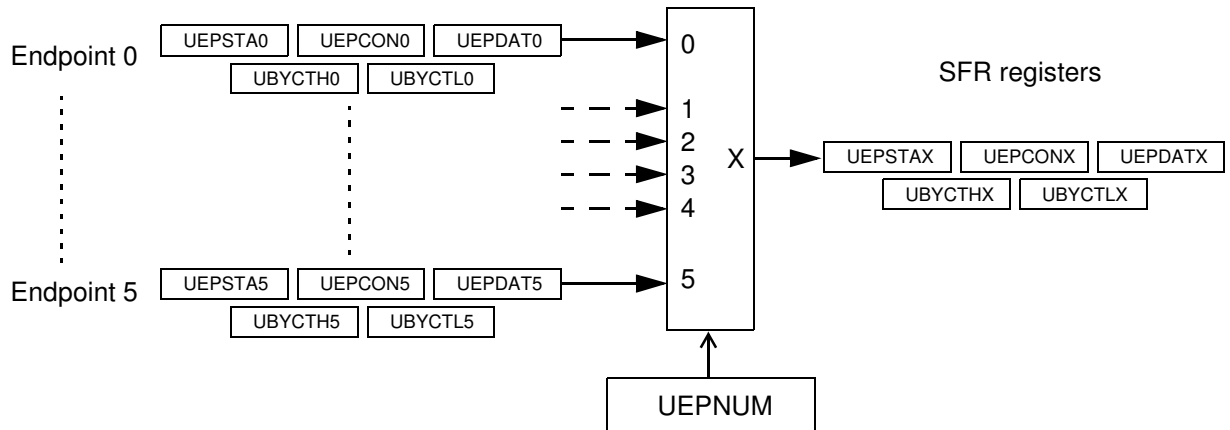 Endpoint 0
UEPSTA0 UEPCON0 UEPDAT0
UBYCTH0 UBYCTL0
0
1
2
3
4
5
X
SFR registers
UEPSTAX UEPCONX UEPDATX
UBYCTHX UBYCTLX
Endpoint 5
UEPSTA5 UEPCON5 UEPDAT5
UBYCTH5 UBYCTL5
UEPNUM